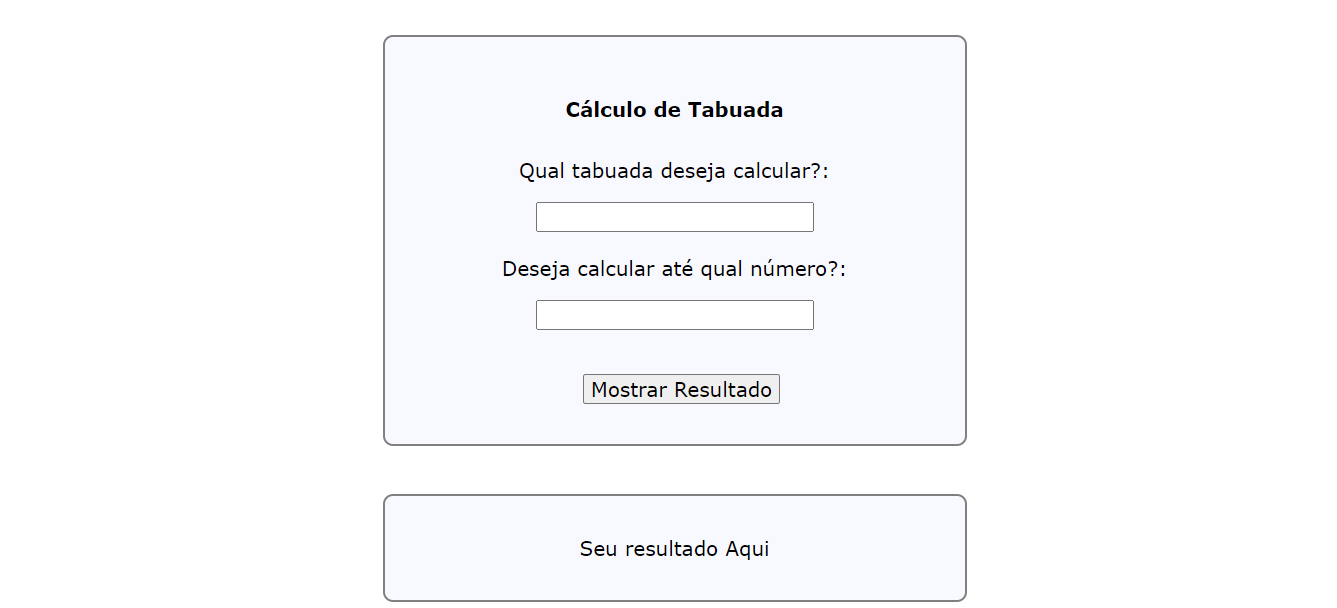 Cálculo de Tabuada
Qual tabuada deseja calcular?:
Deseja calcular até qual número?:
Mostrar Resultado
Seu resultado Aqui